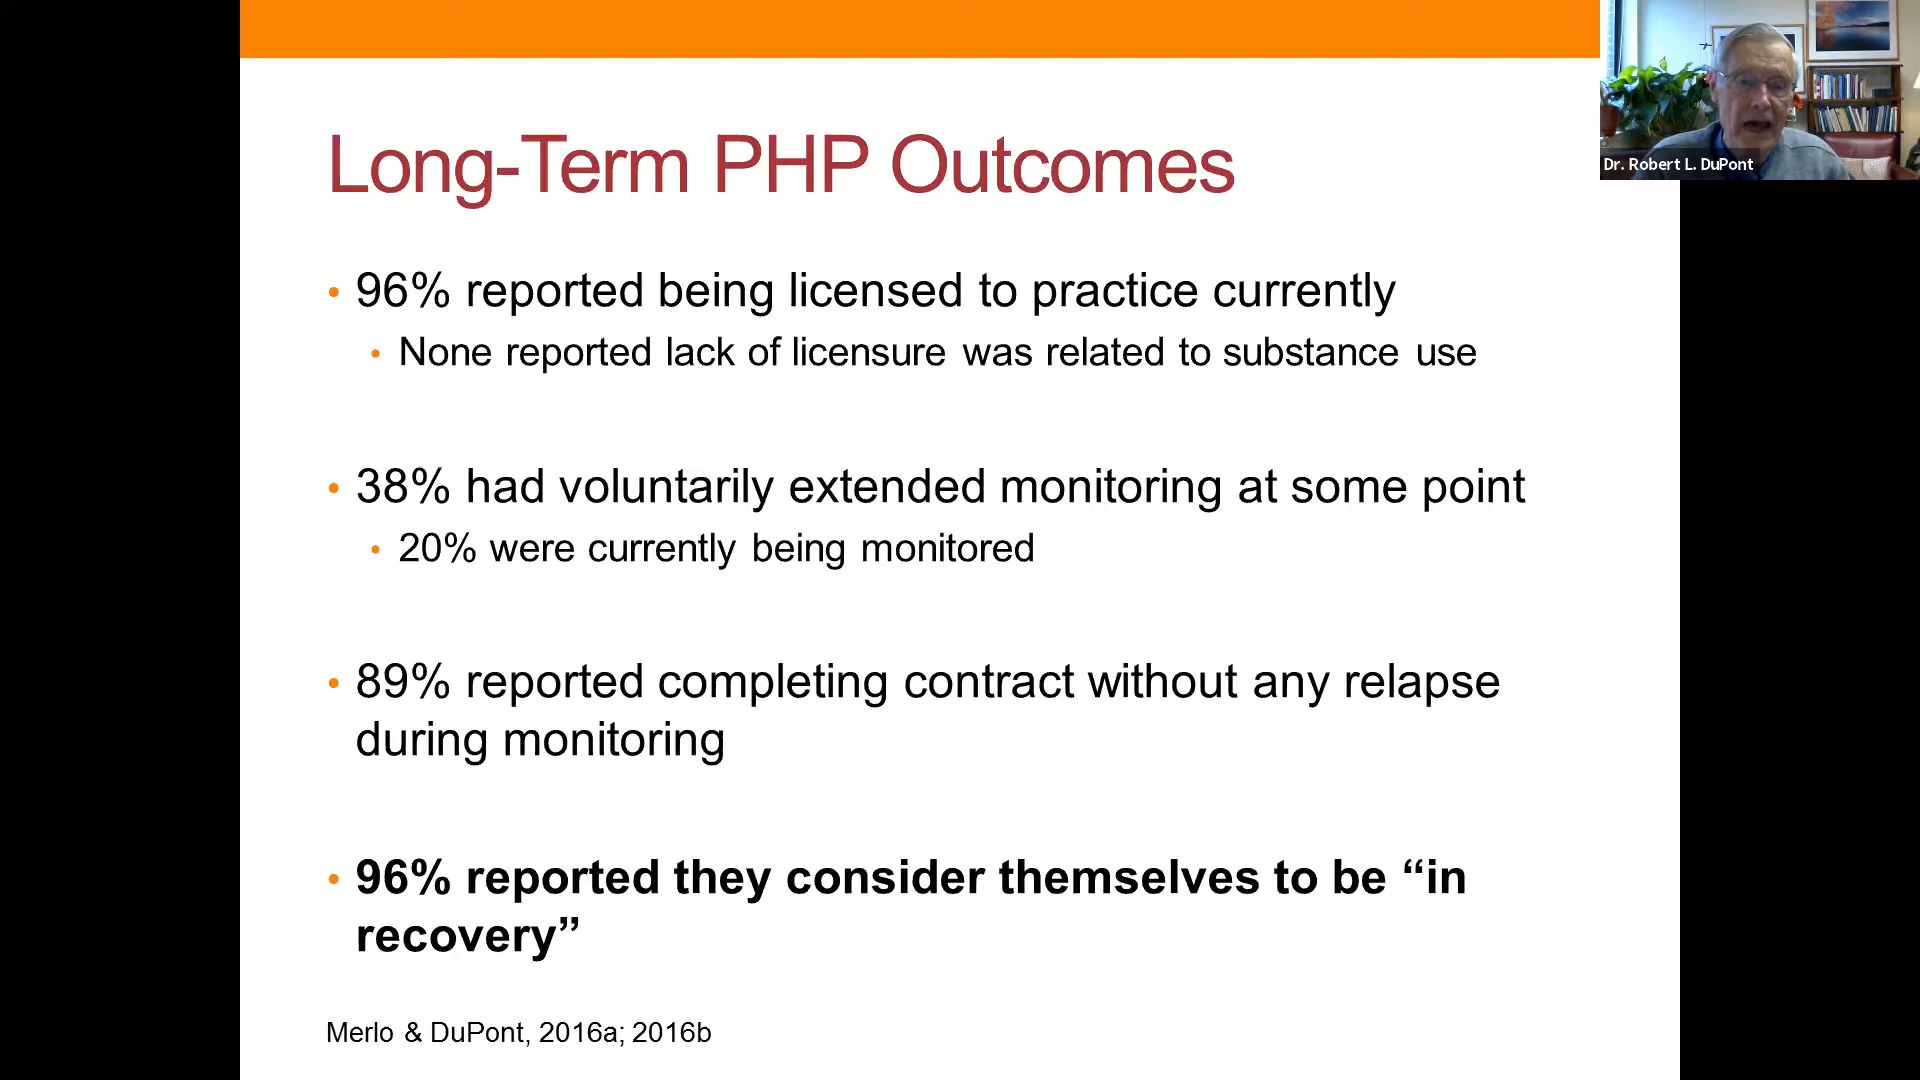 Long-Term PHP Outcomes
• 96% reported being licensed to practice currently
• None reported lack of licensure was related to substance use
• 38% had voluntarily extended monitoring at some point
• 20% were currently being monitored
• 89% reported completing contract without any relapse
during monitoring
• 96% reported they consider themselves to be “in
recovery”
Merlo & DuPont, 2016a; 2016b
Dr. Robert L. DuPont